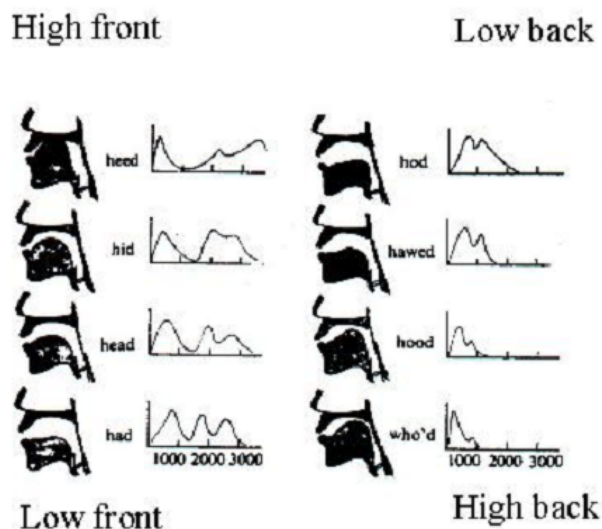 High front
Low back
heed
hod
hid
hawed
head
hood
had
who'd
1000 2000 3000
1000 2000 3000
Low front
High back